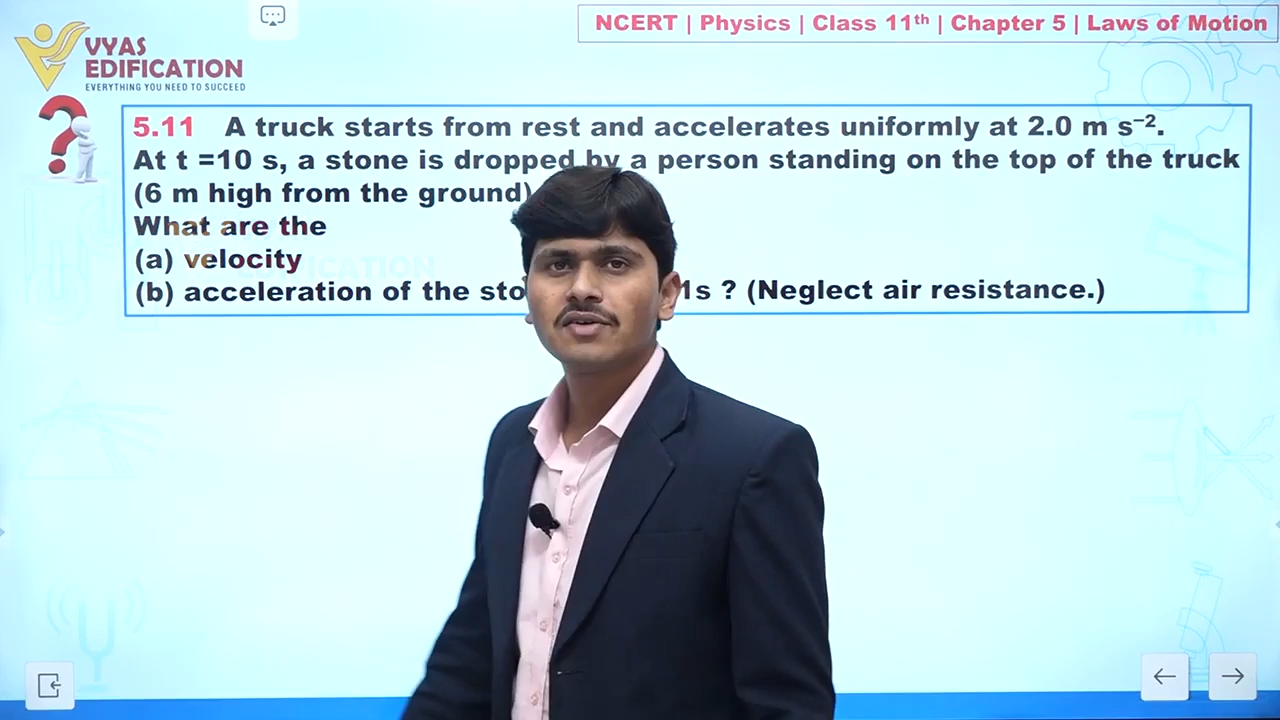 NCERT | Physics | Class 11th | Chapter 5 | Laws of Motion
VYAS
EDIFICATION
EVERYTHING YOU NEED TO SUCCEED
5.11 A truck starts from rest and accelerates uniformly at 2.0 m s⁻².
At t =10 s, a stone is dropped by a person standing on the top of the truck
(6 m high from the ground)
What are the
(a) velocity
EDIFICATION
(b) acceleration of the 1s ? (Neglect air resistance.)